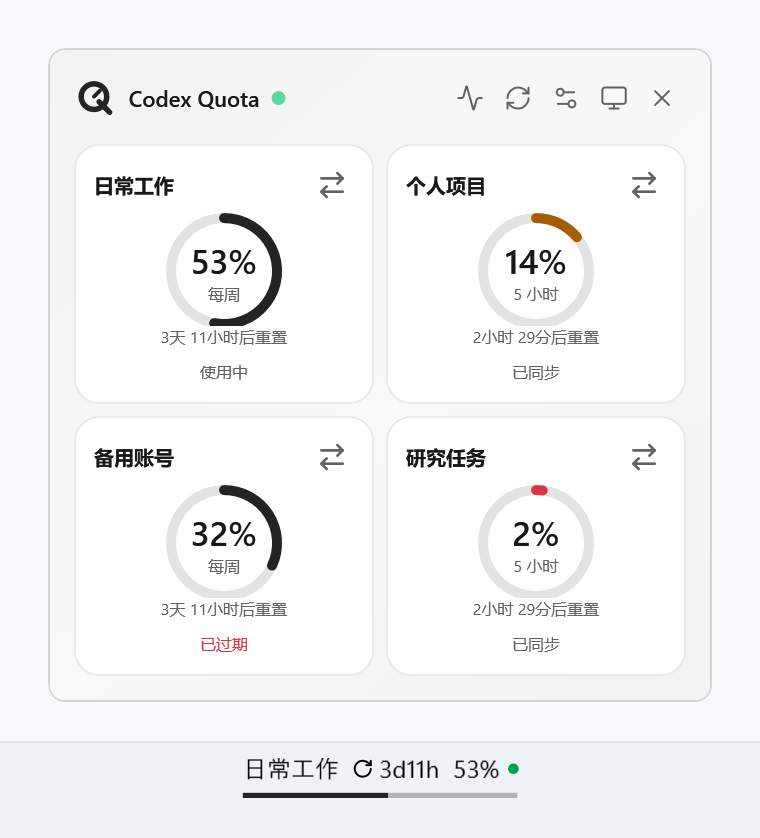 Codex Quota
日常工作
53%
每周
3天 11小时后重置
使用中
个人项目
14%
5 小时
2小时 29分后重置
已同步
备用账号
32%
每周
3天 11小时后重置
已过期
研究任务
2%
5 小时
2小时 29分后重置
已同步
日常工作 3d11h 53%